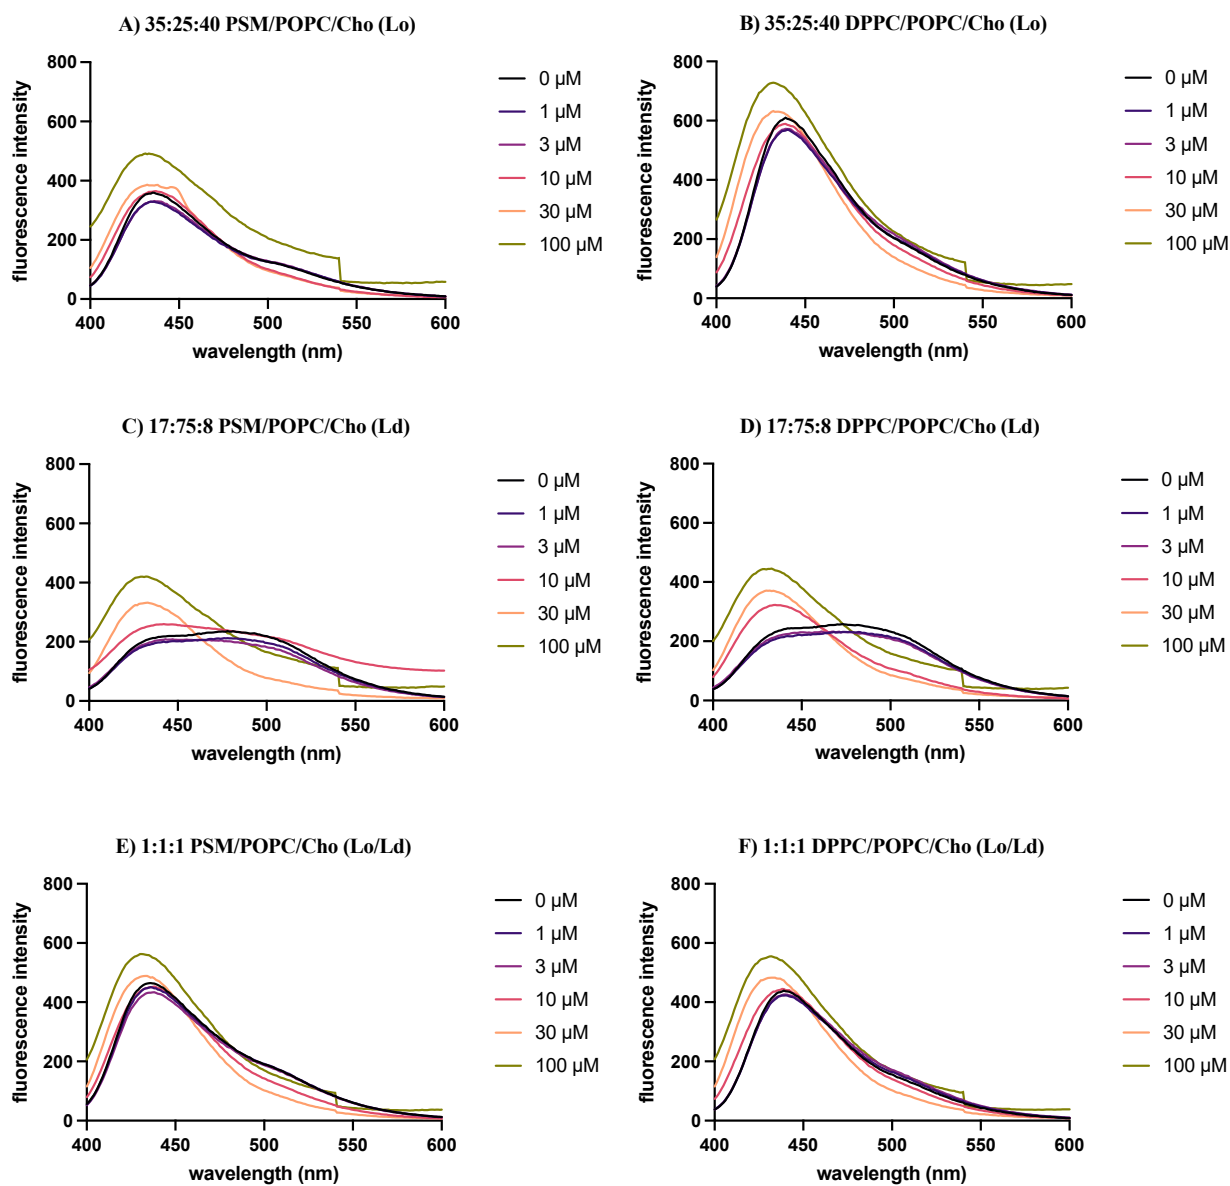 A) 35:25:40 PSM/POPC/Cho (Lo)
fluorescence intensity
800
600
400
200
0
400
450
500
550
600
wavelength (nm)
0 µM
1 µM
3 µM
10 µM
30 µM
100 µM
B) 35:25:40 DPPC/POPC/Cho (Lo)
fluorescence intensity
800
600
400
200
0
400
450
500
550
600
wavelength (nm)
0 µM
1 µM
3 µM
10 µM
30 µM
100 µM
C) 17:75:8 PSM/POPC/Cho (Ld)
fluorescence intensity
800
600
400
200
0
400
450
500
550
600
wavelength (nm)
0 µM
1 µM
3 µM
10 µM
30 µM
100 µM
D) 17:75:8 DPPC/POPC/Cho (Ld)
fluorescence intensity
800
600
400
200
0
400
450
500
550
600
wavelength (nm)
0 µM
1 µM
3 µM
10 µM
30 µM
100 µM
E) 1:1:1 PSM/POPC/Cho (Lo/Ld)
fluorescence intensity
800
600
400
200
0
400
450
500
550
600
wavelength (nm)
0 µM
1 µM
3 µM
10 µM
30 µM
100 µM
F) 1:1:1 DPPC/POPC/Cho (Lo/Ld)
fluorescence intensity
800
600
400
200
0
400
450
500
550
600
wavelength (nm)
0 µM
1 µM
3 µM
10 µM
30 µM
100 µM